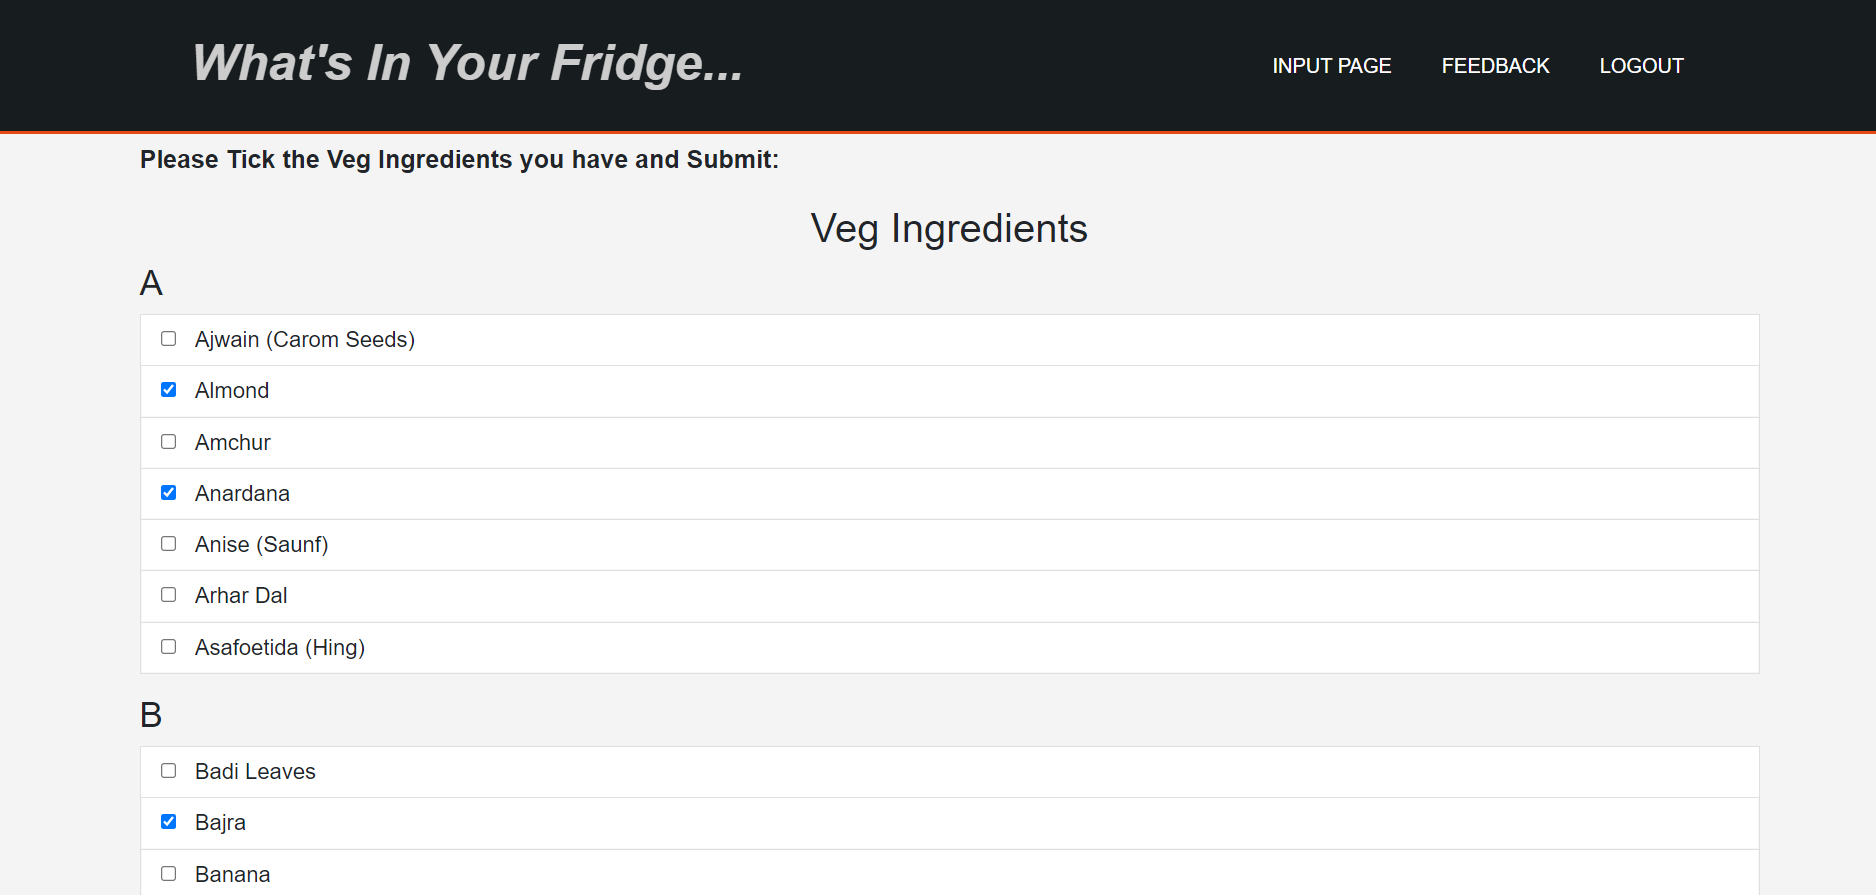 What's In Your Fridge...
INPUT PAGE
FEEDBACK
LOGOUT
Please Tick the Veg Ingredients you have and Submit:
Veg Ingredients
A
Ajwain (Carom Seeds)
Almond
Amchur
Anardana
Anise (Saunf)
Arhar Dal
Asafoetida (Hing)
B
Badi Leaves
Bajra
Banana